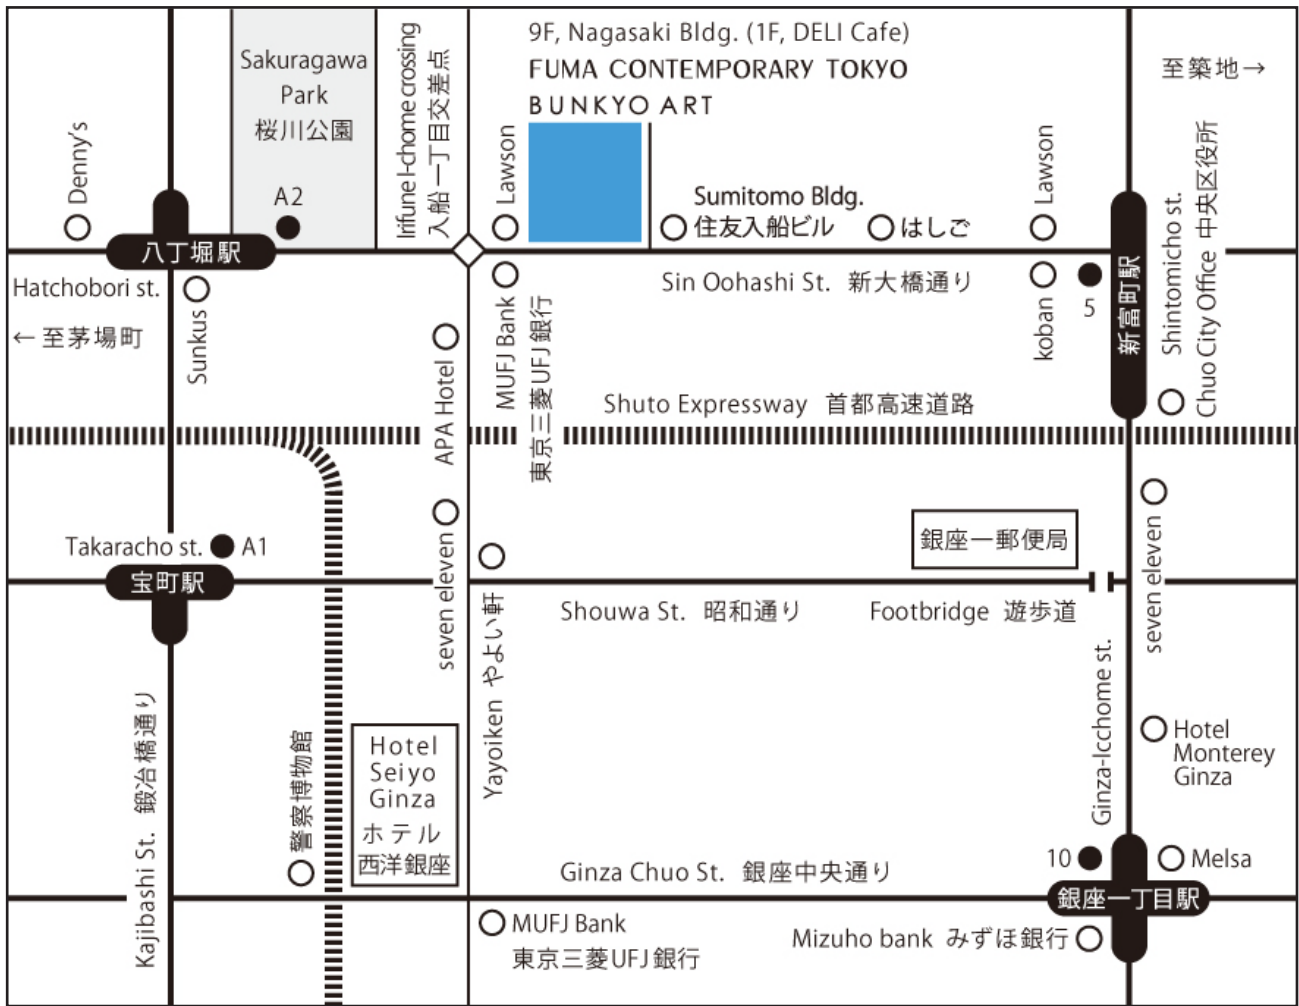 9F, Nagasaki Bldg. (1F, DELI Cafe)
FUMA CONTEMPORARY TOKYO
BUNKYO ART
至築地→
Sakuragawa
Park
桜川公園
A2
Denny's
Irifune I-chome crossing
入船一丁目交差点
Lawson
Sumitomo Bldg.
住友入船ビル
はしご
Lawson
八丁堀駅
Hatchobori st.
←至茅場町
Sunkus
APA Hotel
MUFJ Bank
東京三菱UFJ銀行
Sin Oohashi St. 新大橋通り
koban
5
新富町駅
Shintomicho st.
Chuo City Office 中央区役所
Shuto Expressway 首都高速道路
Takaracho st.
A1
宝町駅
seven eleven
Yayoiken やよい軒
銀座一郵便局
Shouwa St. 昭和通り
Footbridge 遊歩道
seven eleven
Ginza-Icchome st.
Hotel
Monterey
Ginza
Kajibashi St. 鍛冶橋通り
警察博物館
Hotel
Seiyo
Ginza
ホテル
西洋銀座
Ginza Chuo St. 銀座中央通り
10
Melsa
銀座一丁目駅
MUFJ Bank
東京三菱UFJ銀行
Mizuho bank みずほ銀行